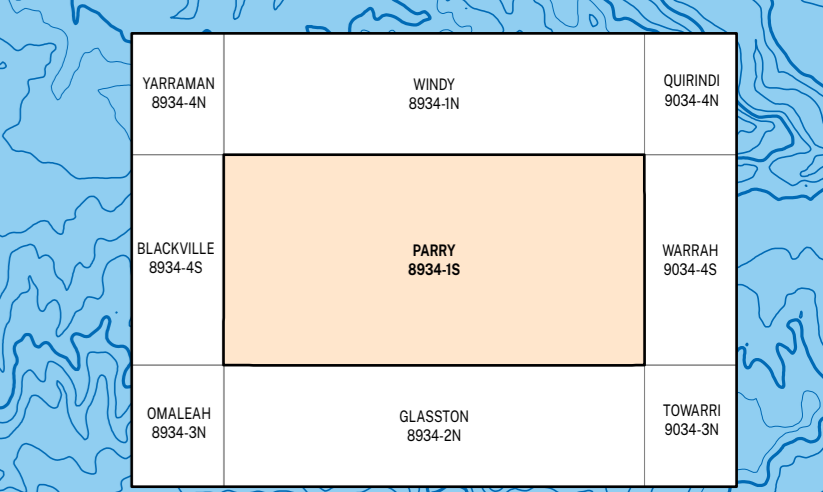 YARRAMAN
8934-4N
WINDY
8934-1N
QUIRINDI
9034-4N
BLACKVILLE
8934-4S
PARRY
8934-1S
WARRAH
9034-4S
OMALEAH
8934-3N
GLASSTON
8934-2N
TOWARRI
9034-3N